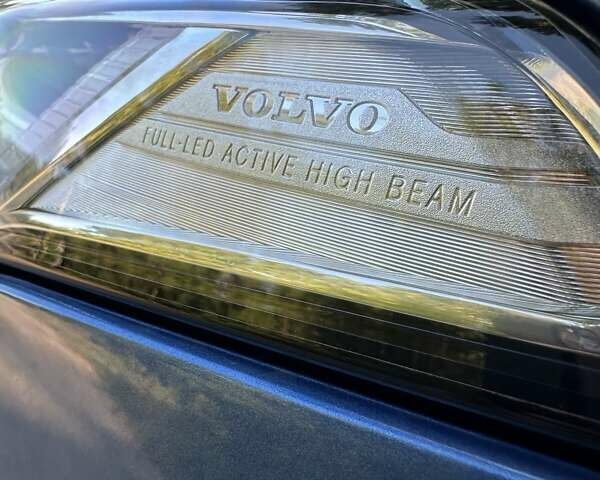 VOLVO
FULL-LED ACTIVE HIGH BEAM